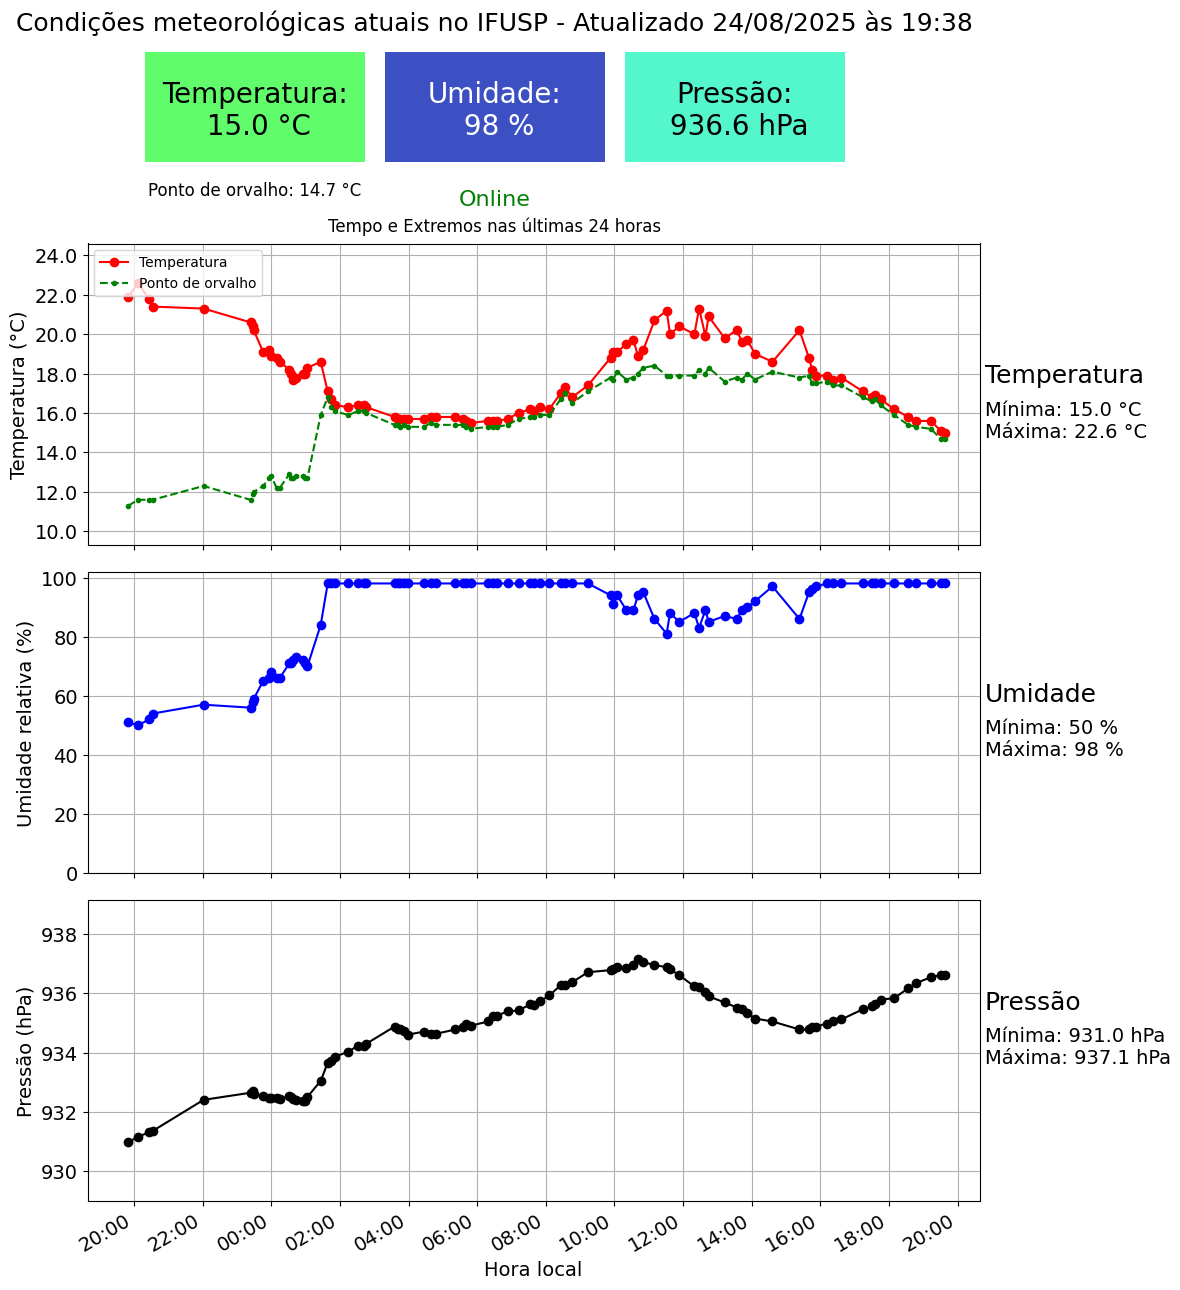 Condições meteorológicas atuais no IFUSP - Atualizado 24/08/2025 às 19:38
Temperatura:
15.0 °C
Umidade:
98 %
Pressão:
936.6 hPa
Ponto de orvalho: 14.7 °C
Online
Tempo e Extremos nas últimas 24 horas
Temperatura
Ponto de orvalho
Temperatura (°C)
24.0
22.0
20.0
18.0
16.0
14.0
12.0
10.0
Temperatura
Mínima: 15.0 °C
Máxima: 22.6 °C
Umidade relativa (%)
100
80
60
40
20
0
Umidade
Mínima: 50 %
Máxima: 98 %
Pressão (hPa)
938
936
934
932
930
Pressão
Mínima: 931.0 hPa
Máxima: 937.1 hPa
20:00 22:00 00:00 02:00 04:00 06:00 08:00 10:00 12:00 14:00 16:00 18:00 20:00
Hora local